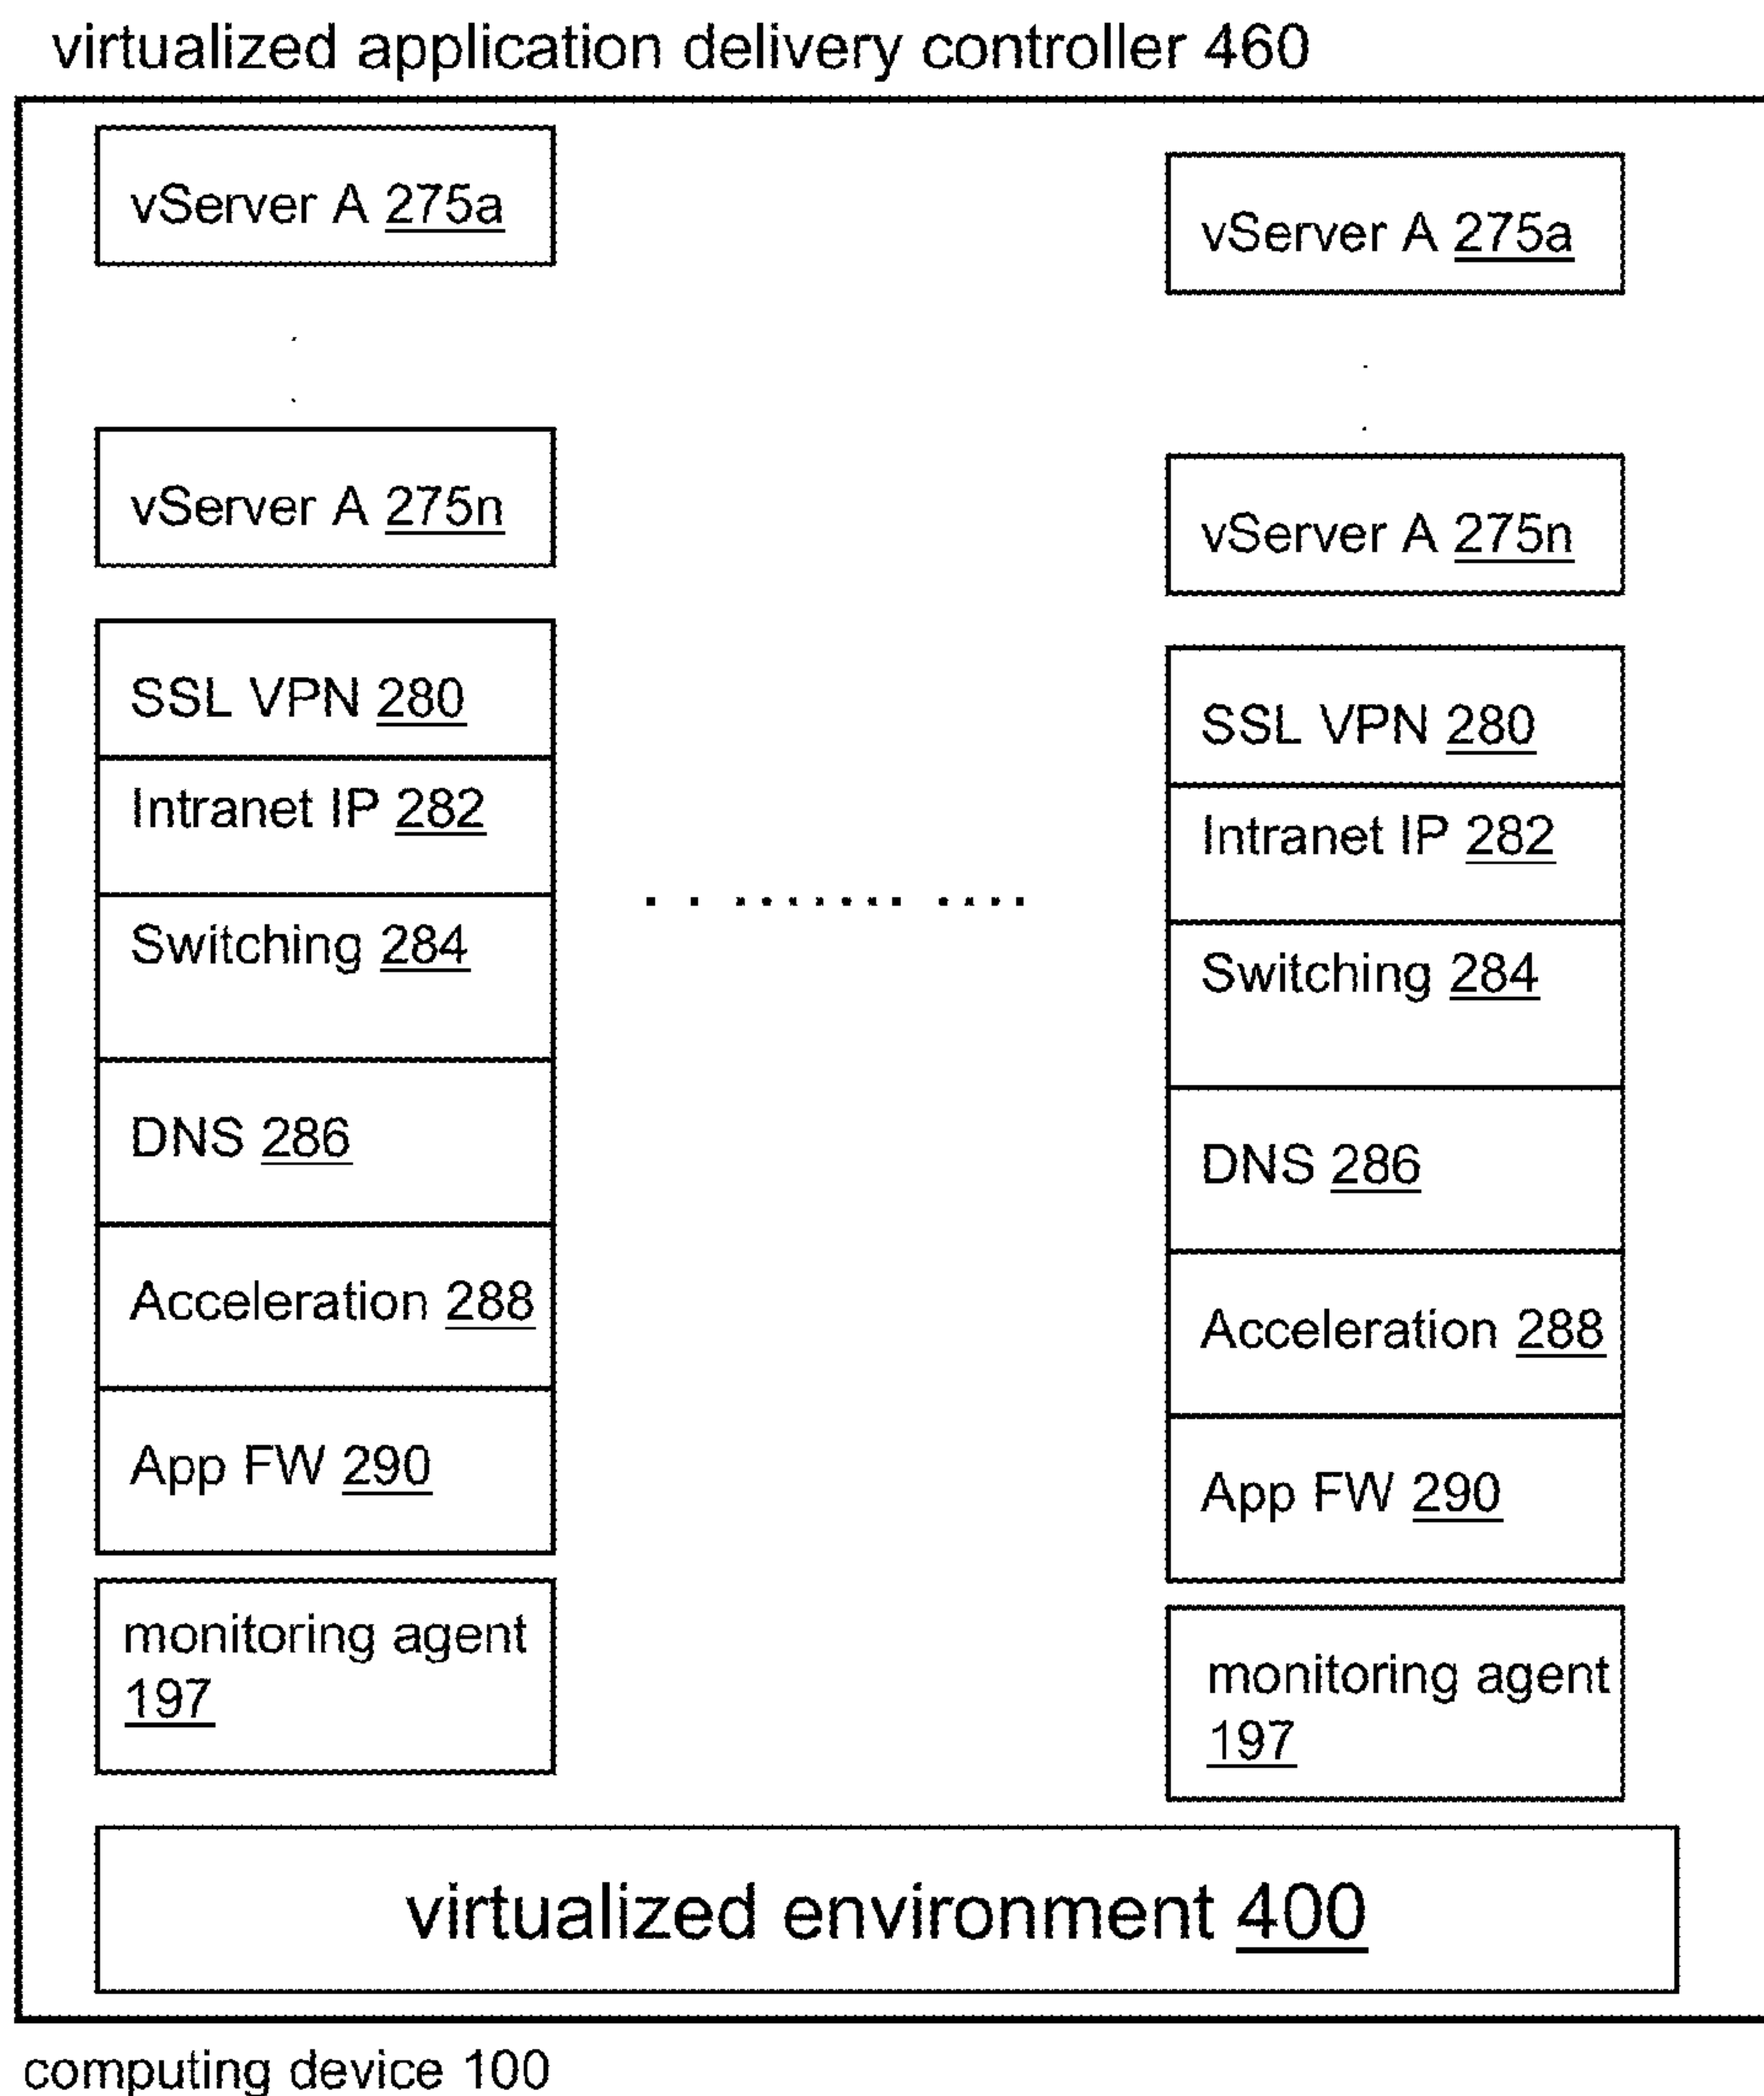 virtualized application delivery controller 460
vServer A 275a
vServer A 275n
SSL VPN 280
Intranet IP 282
Switching 284
DNS 286
Acceleration 288
App FW 290
monitoring agent
197
vServer A 275a
vServer A 275n
SSL VPN 280
Intranet IP 282
Switching 284
DNS 286
Acceleration 288
App FW 290
monitoring agent
197
virtualized environment 400
computing device 100